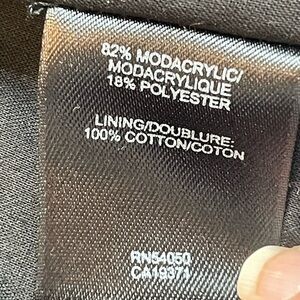 82% MODACRYLIC/
MODACRYLIQUE
18% POLYESTER
LINING/DOUBLURE:
100% COTTON/COTON
RN54050
CA19371